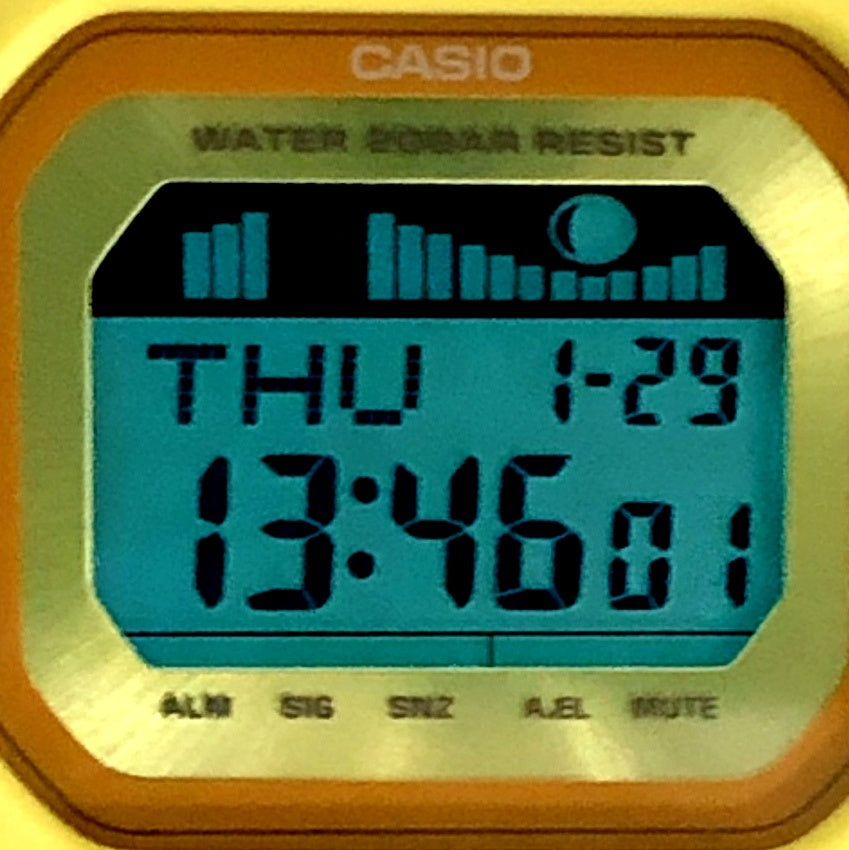 CASIO
WATER 20BAR RESIST
THU 1-29
13:46 01
ALM SIG SNZ A.EL MUTE